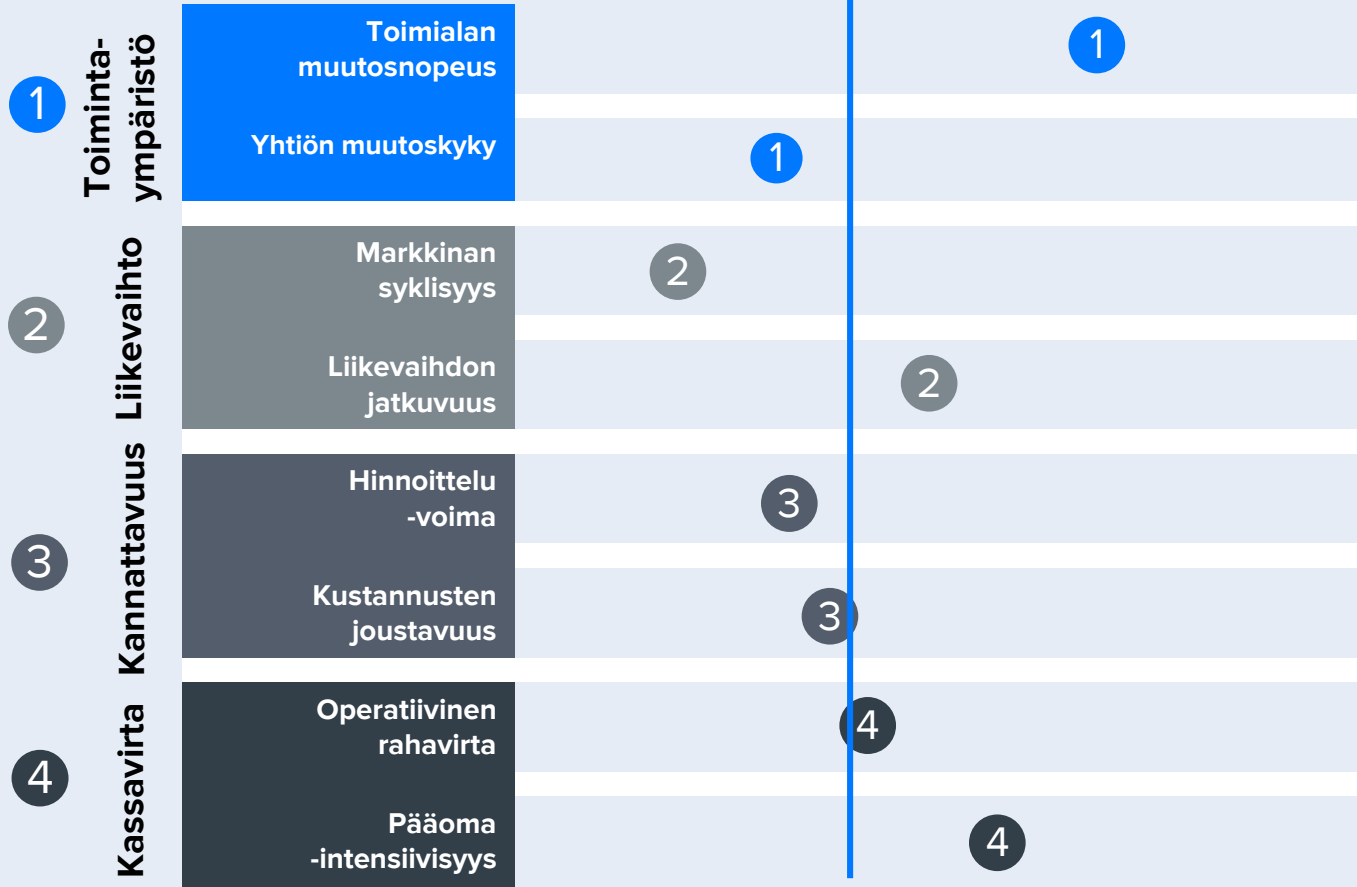 1
Toiminta-
ympäristö
Toimialan
muutosnopeus
1
Yhtiön muutoskyky
1
2
Liikevaihto
Markkinan
syklisyys
2
Liikevaihdon
jatkuvuus
2
3
Kannattavuus
Hinnoittelu
-voima
3
Kustannusten
joustavuus
3
4
Kassavirta
Operatiivinen
rahavirta
4
Pääoma
-intensiivisyys
4